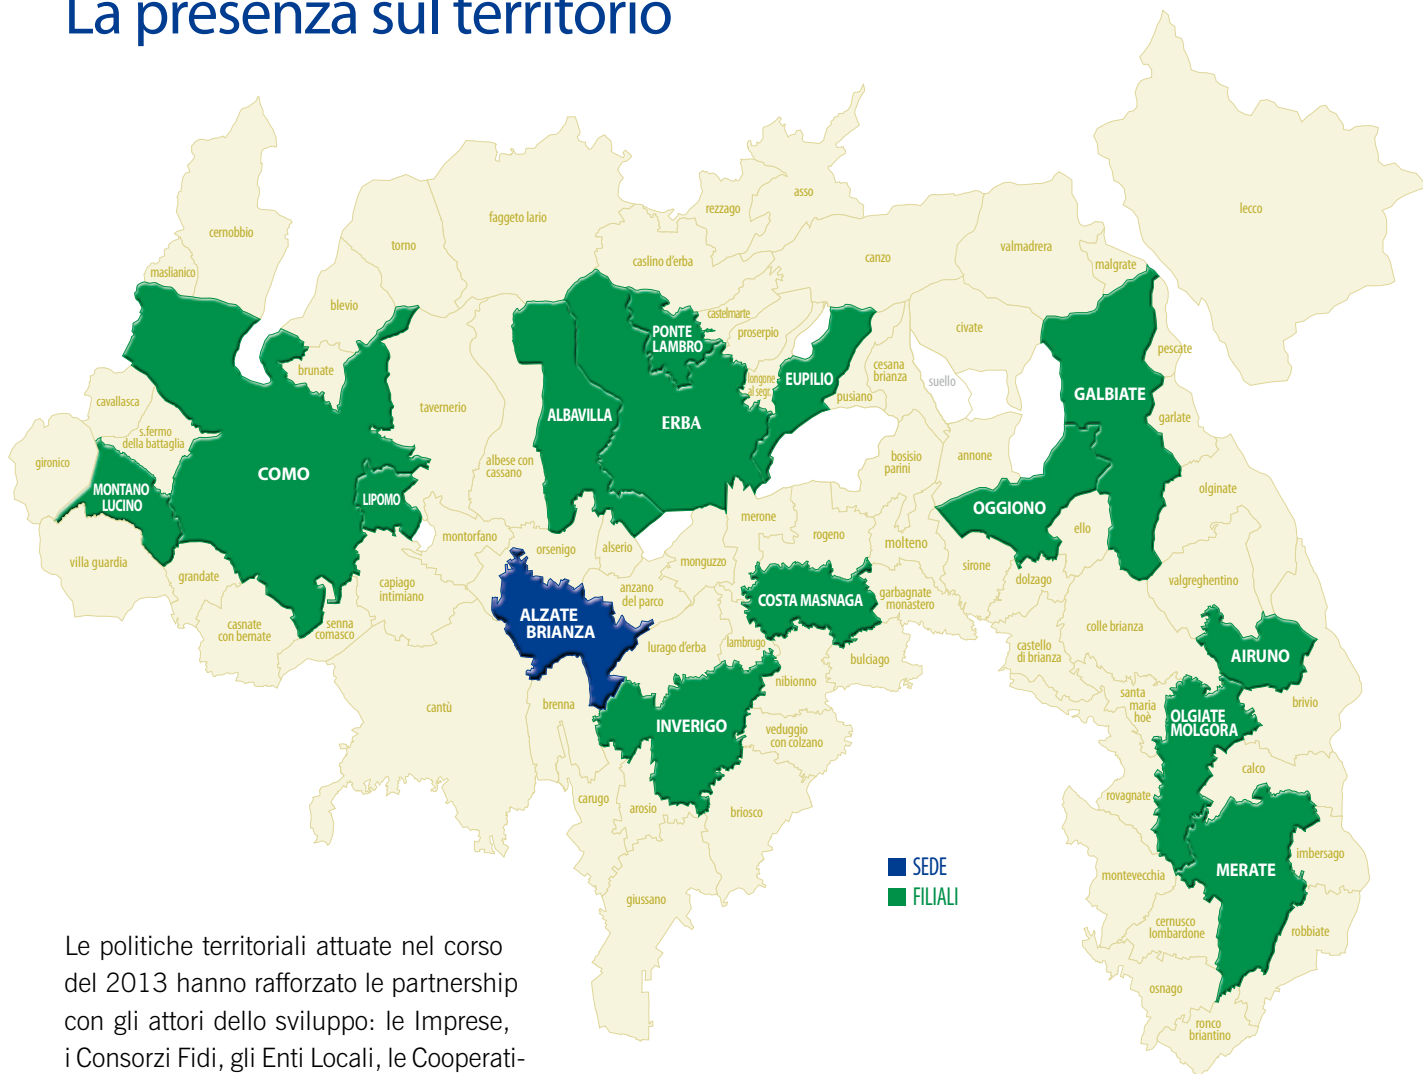 La presenza sul territorio
cernobbio
maslianico
torno
blevio
brunate
faggeto lario
rezzago
asso
caslino d'erba
canzo
valmadrera
malgrate
lecco
castelmarte
proserpio
PONTE
LAMBRO
longone
al segr.
EUPILIO
cesana
brianza
pusiano
civate
suello
pescate
GALBIATE
garlate
cavallasca
s.fermo
della battaglia
gironico
MONTANO
LUCINO
COMO
LIPOMO
tavernerio
albese con
cassano
ALBAVILLA
ERBA
bosisio
parini
annone
OGGIONO
olginate
villa guardia
grandate
casnate
con bernate
senna
comasco
capiago
intimiano
montorfano
orsenigo
alserio
anzano
del parco
monguzzo
merone
rogeno
molteno
sirone
ello
dolzago
valgreghentino
ALZATE
BRIANZA
COSTA MASNAGA
garbagnate
monastero
lurago d'erba
lambrugo
bulciago
castello
di brianza
colle brianza
AIRUNO
cantù
brenna
INVERIGO
nibionno
veduggio
con colzano
santa
maria
hoè
OLGIATE
MOLGORA
brivio
calco
carugo
arosio
briosco
rovagnate
giussano
montevecchia
MERATE
imbersago
cernusco
lombardone
robbiate
osnago
ronco
briantino
SEDE
FILIALI
Le politiche territoriali attuate nel corso
del 2013 hanno rafforzato le partnership
con gli attori dello sviluppo: le Imprese,
i Consorzi Fidi, gli Enti Locali, le Cooperati-